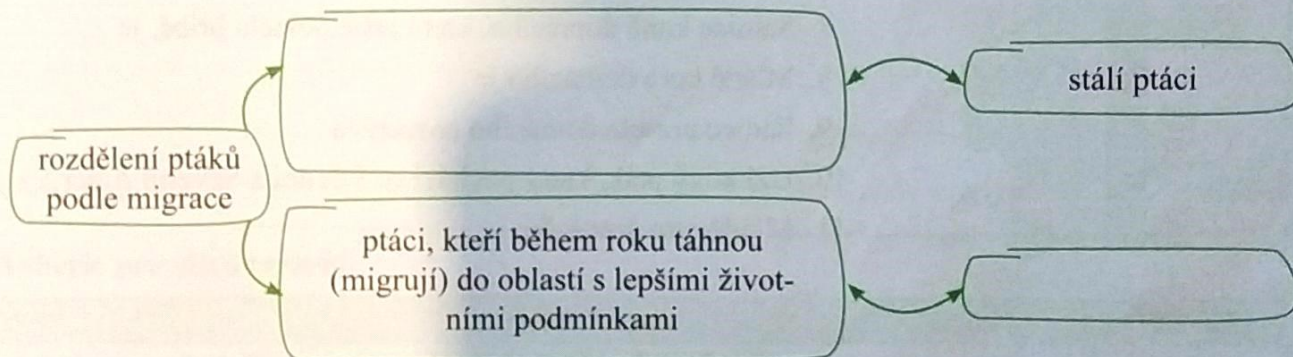 stálí ptáci
rozdělení ptáků
podle migrace
ptáci, kteří během roku táhnou
(migrují) do oblastí s lepšími život-
ními podmínkami